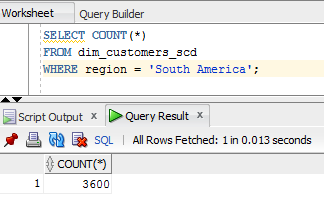 Worksheet Query Builder
SELECT COUNT(*)
FROM dim_customers_scd
WHERE region = 'South America';
Script Output × Query Result ×
SQL | All Rows Fetched: 1 in 0.013 seconds
COUNT(*)
1 3600